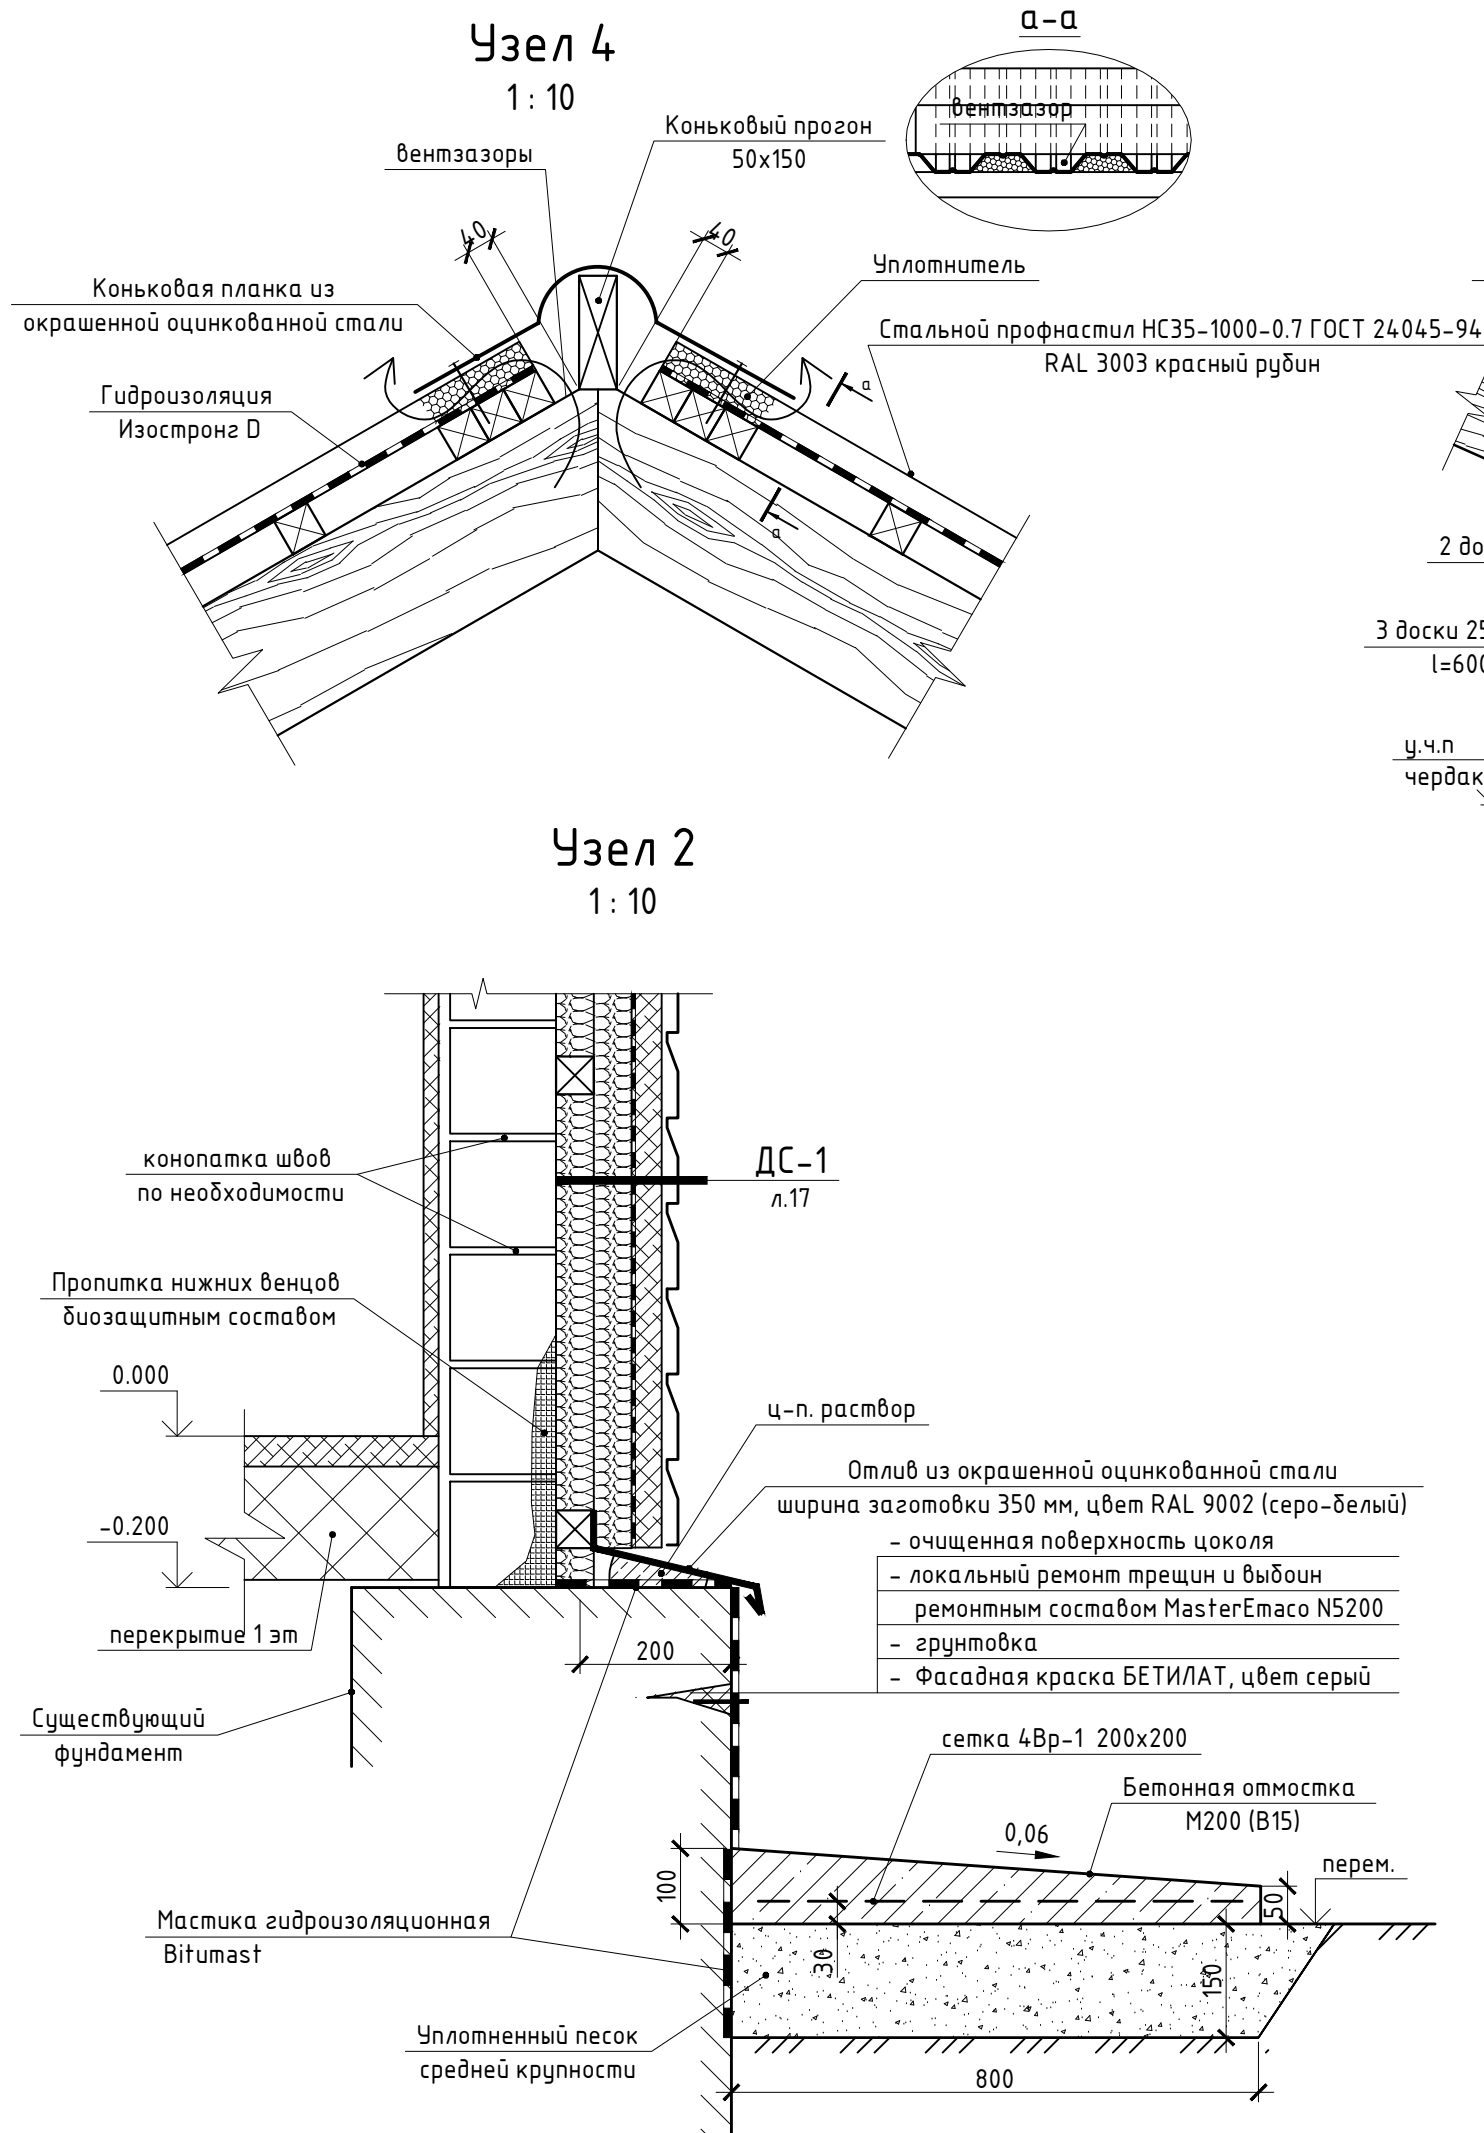 Узел 4
1 : 10
а-а
вентзазор
вентзазоры
Коньковый прогон
50х150
40
40
Уплотнитель
Коньковая планка из
окрашенной оцинкованной стали
Стальной профнастил НС35-1000-0.7 ГОСТ 24045-94
RAL 3003 красный рубин
Гидроизоляция
Изостронг D
а
а
2 до
3 доски 25
l=600
у.ч.п
чердак
Узел 2
1 : 10
конопатка швов
по необходимости
ДС-1
л.17
Пропитка нижних венцов
биозащитным составом
0.000
ц-п. раствор
Отлив из окрашенной оцинкованной стали
ширина заготовки 350 мм, цвет RAL 9002 (серо-белый)
-0.200
- очищенная поверхность цоколя
- локальный ремонт трещин и выбоин
ремонтным составом MasterEmaco N5200
- грунтовка
- Фасадная краска БЕТИЛАТ, цвет серый
перекрытие 1 эт
200
Существующий
фундамент
сетка 4Вр-1 200х200
Бетонная отмостка
М200 (В15)
0,06
перем.
100
50
30
150
Мастика гидроизоляционная
Bitumast
Уплотненный песок
средней крупности
800